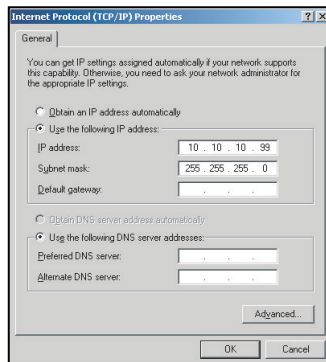 Internet Protocol (TCP/IP) Properties
General
You can get IP settings assigned automatically if your network supports
this capability. Otherwise, you need to ask your network administrator for
the appropriate IP settings.
Obtain an IP address automatically
Use the following IP address:
IP address: 10 . 10 . 10 . 99
Subnet mask: 255 . 255 . 255 . 0
Default gateway: . . .
Obtain DNS server address automatically
Use the following DNS server addresses:
Preferred DNS server: . . .
Alternate DNS server: . . .
Advanced...
OK Cancel